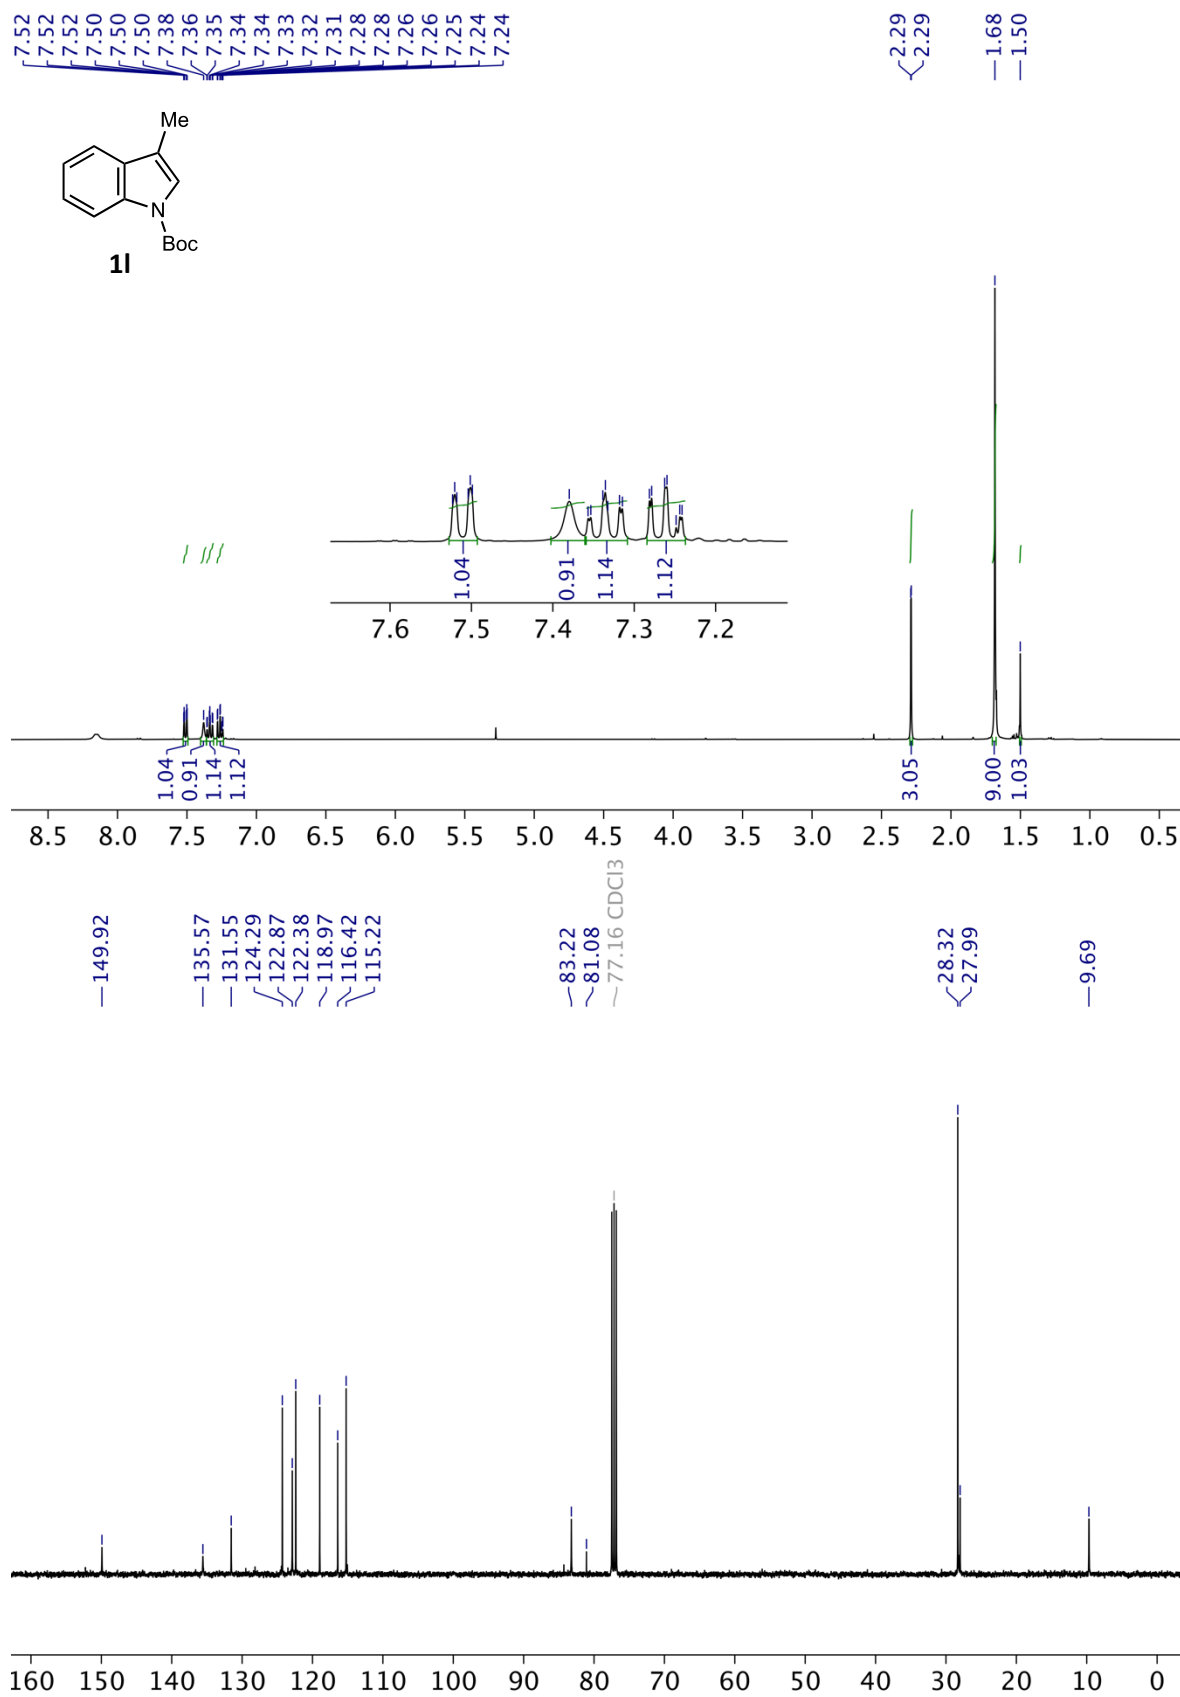 7.52 7.52 7.52 7.50 7.50 7.50 7.38 7.36 7.35 7.34 7.34 7.33 7.32 7.31 7.28 7.28 7.26 7.26 7.25 7.24 7.24 2.29 2.29 1.68 1.50
Me
N
Boc
1l
1.04 0.91 1.14 1.12
7.6 7.5 7.4 7.3 7.2
1.04 0.91 1.14 1.12 3.05 9.00 1.03
8.5 8.0 7.5 7.0 6.5 6.0 5.5 5.0 4.5 4.0 3.5 3.0 2.5 2.0 1.5 1.0 0.5
149.92 135.57 131.55 124.29 122.87 122.38 118.97 116.42 115.22 83.22 81.08 77.16 CDCl3 28.32 27.99 9.69
160 150 140 130 120 110 100 90 80 70 60 50 40 30 20 10 0